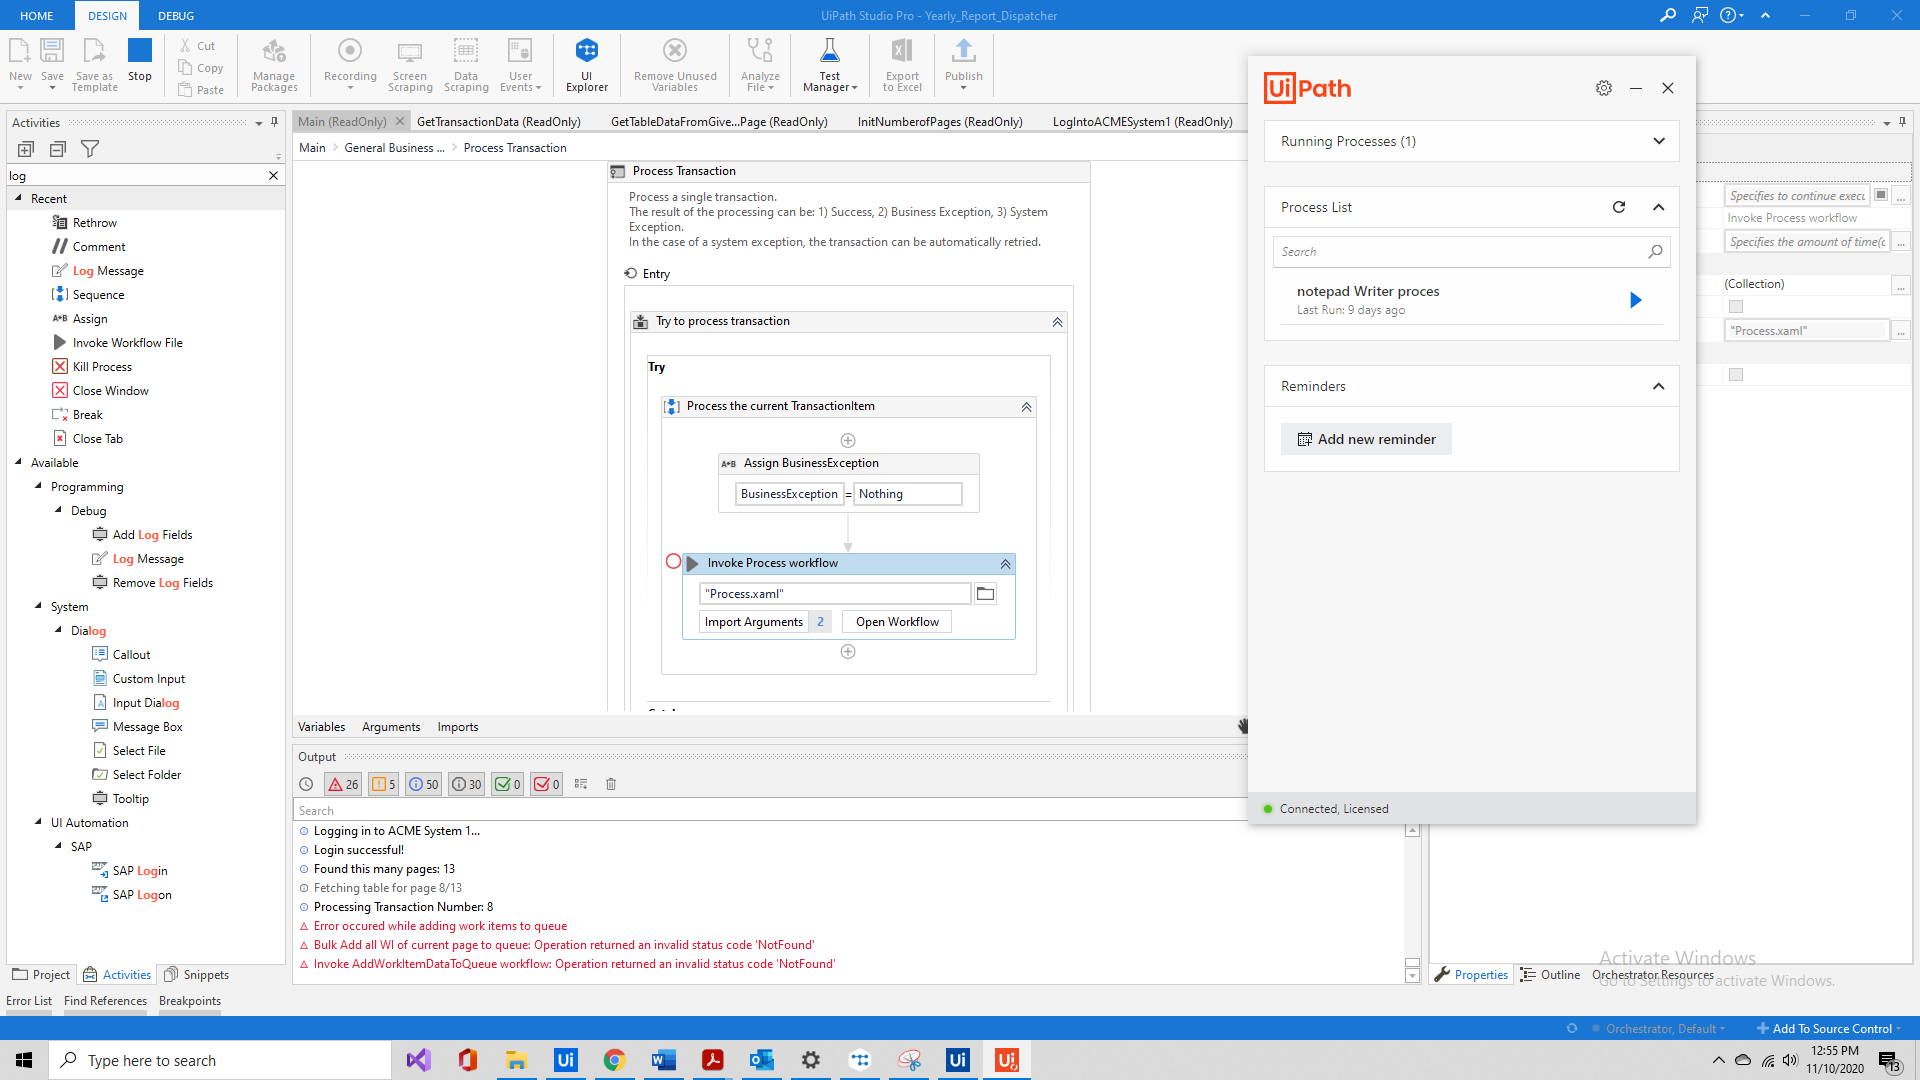 HOME DESIGN DEBUG
UiPath Studio Pro - Yearly_Report_Dispatcher
New
Save
Save as Template
Stop
Cut
Copy
Paste
Manage Packages
Recording
Screen Scraping
Data Scraping
User Events
UI Explorer
Remove Unused Variables
Analyze File
Test Manager
Export to Excel
Publish
Activities
log
Recent
Rethrow
Comment
Log Message
Sequence
Assign
Invoke Workflow File
Kill Process
Close Window
Break
Close Tab
Available
Programming
Debug
Add Log Fields
Log Message
Remove Log Fields
System
Dialog
Callout
Custom Input
Input Dialog
Message Box
Select File
Select Folder
Tooltip
UI Automation
SAP
SAP Login
SAP Logon
Project Activities Snippets
Error List Find References Breakpoints
Main (ReadOnly) GetTransactionData (ReadOnly) GetTableDataFromGive...Page (ReadOnly) InitNumberofPages (ReadOnly) LogIntoACMESystem1 (ReadOnly)
Main > General Business ... > Process Transaction
Process Transaction
Process a single transaction.
The result of the processing can be: 1) Success, 2) Business Exception, 3) System
Exception.
In the case of a system exception, the transaction can be automatically retried.
Entry
Try to process transaction
Try
Process the current TransactionItem
A+B Assign BusinessException
BusinessException = Nothing
Invoke Process workflow
"Process.xaml"
Import Arguments 2 Open Workflow
Variables Arguments Imports
Output
26 5 50 30 0 0
Search
Logging in to ACME System 1...
Login successful!
Found this many pages: 13
Fetching table for page 8/13
Processing Transaction Number: 8
Error occured while adding work items to queue
Bulk Add all WI of current page to queue: Operation returned an invalid status code 'NotFound'
Invoke AddWorkItemDataToQueue workflow: Operation returned an invalid status code 'NotFound'
UiPath
Running Processes (1)
Process List
Search
notepad Writer proces
Last Run: 9 days ago
Reminders
Add new reminder
Connected, Licensed
Specifies to continue execu
Invoke Process workflow
Specifies the amount of time(
(Collection)
"Process.xaml"
Properties Outline Orchestrator Resources
Activate Windows
Go to Settings to activate Windows.
Orchestrator, Default
Add To Source Control
Type here to search
12:55 PM
11/10/2020
13